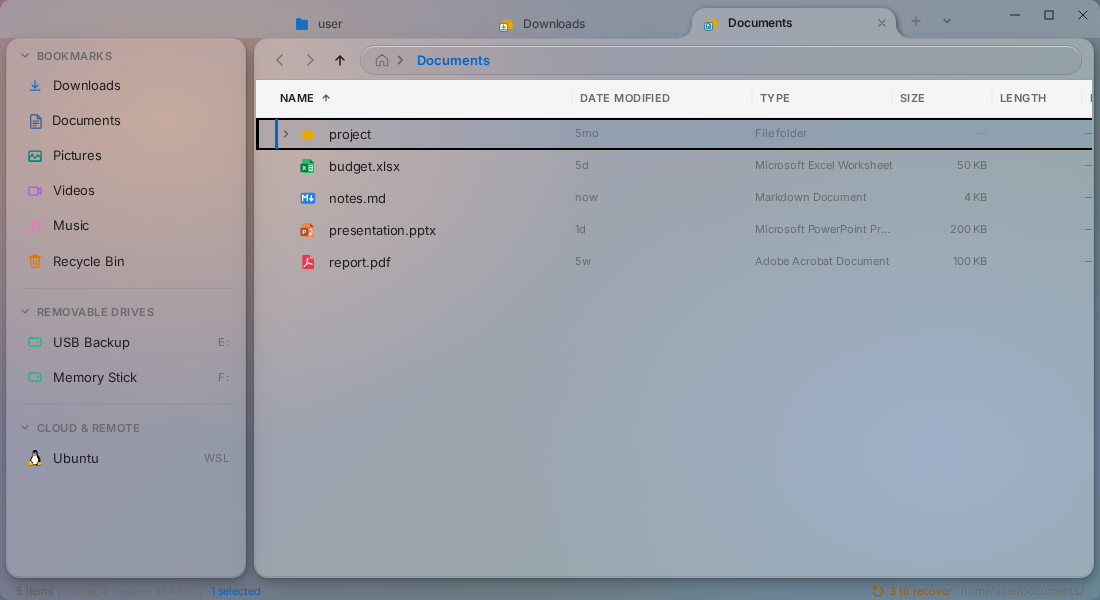 user
Downloads
Documents
BOOKMARKS
Downloads
Documents
Pictures
Videos
Music
Recycle Bin
REMOVABLE DRIVES
USB Backup E:
Memory Stick F:
CLOUD & REMOTE
Ubuntu WSL
Documents
NAME DATE MODIFIED TYPE SIZE LENGTH
project 5mo File folder —
budget.xlsx 5d Microsoft Excel Worksheet 50 KB
notes.md now Markdown Document 4 KB
presentation.pptx 1d Microsoft PowerPoint Pr... 200 KB
report.pdf 5w Adobe Acrobat Document 100 KB
5 items 1 selected
3 to recover home/user/Documents/